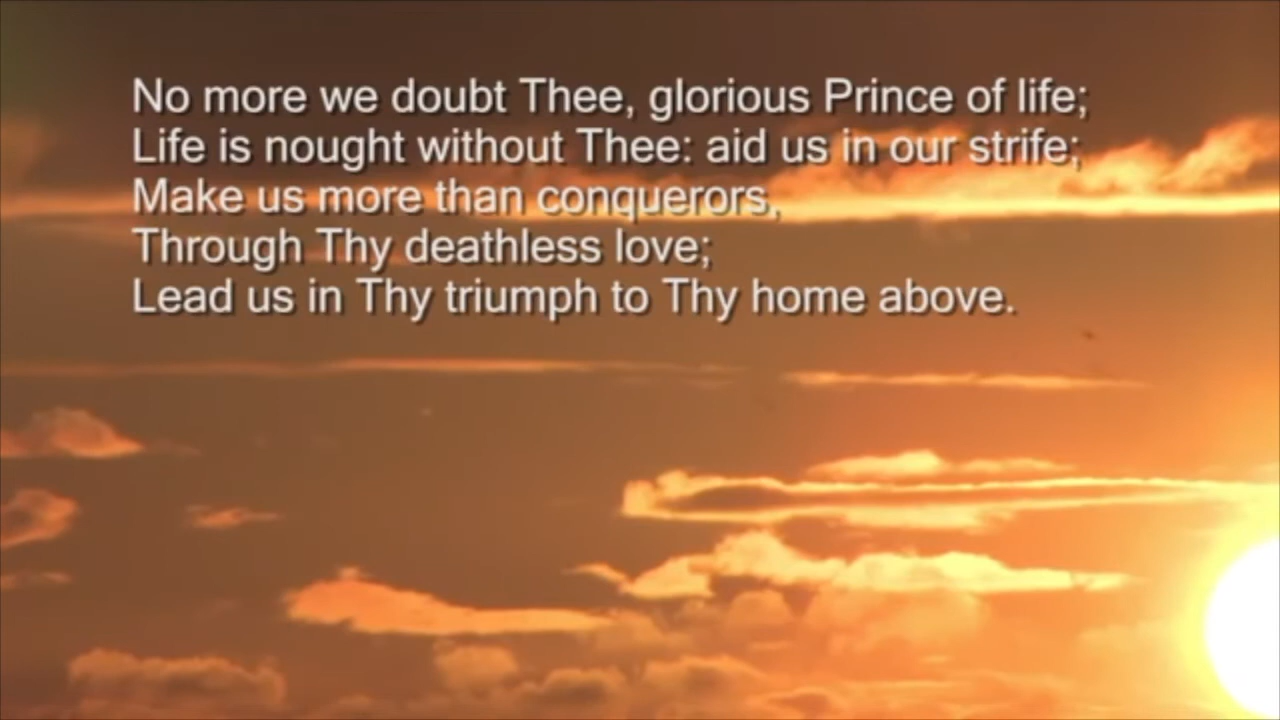 No more we doubt Thee, glorious Prince of life;
Life is nought without Thee: aid us in our strife;
Make us more than conquerors,
Through Thy deathless love;
Lead us in Thy triumph to Thy home above.